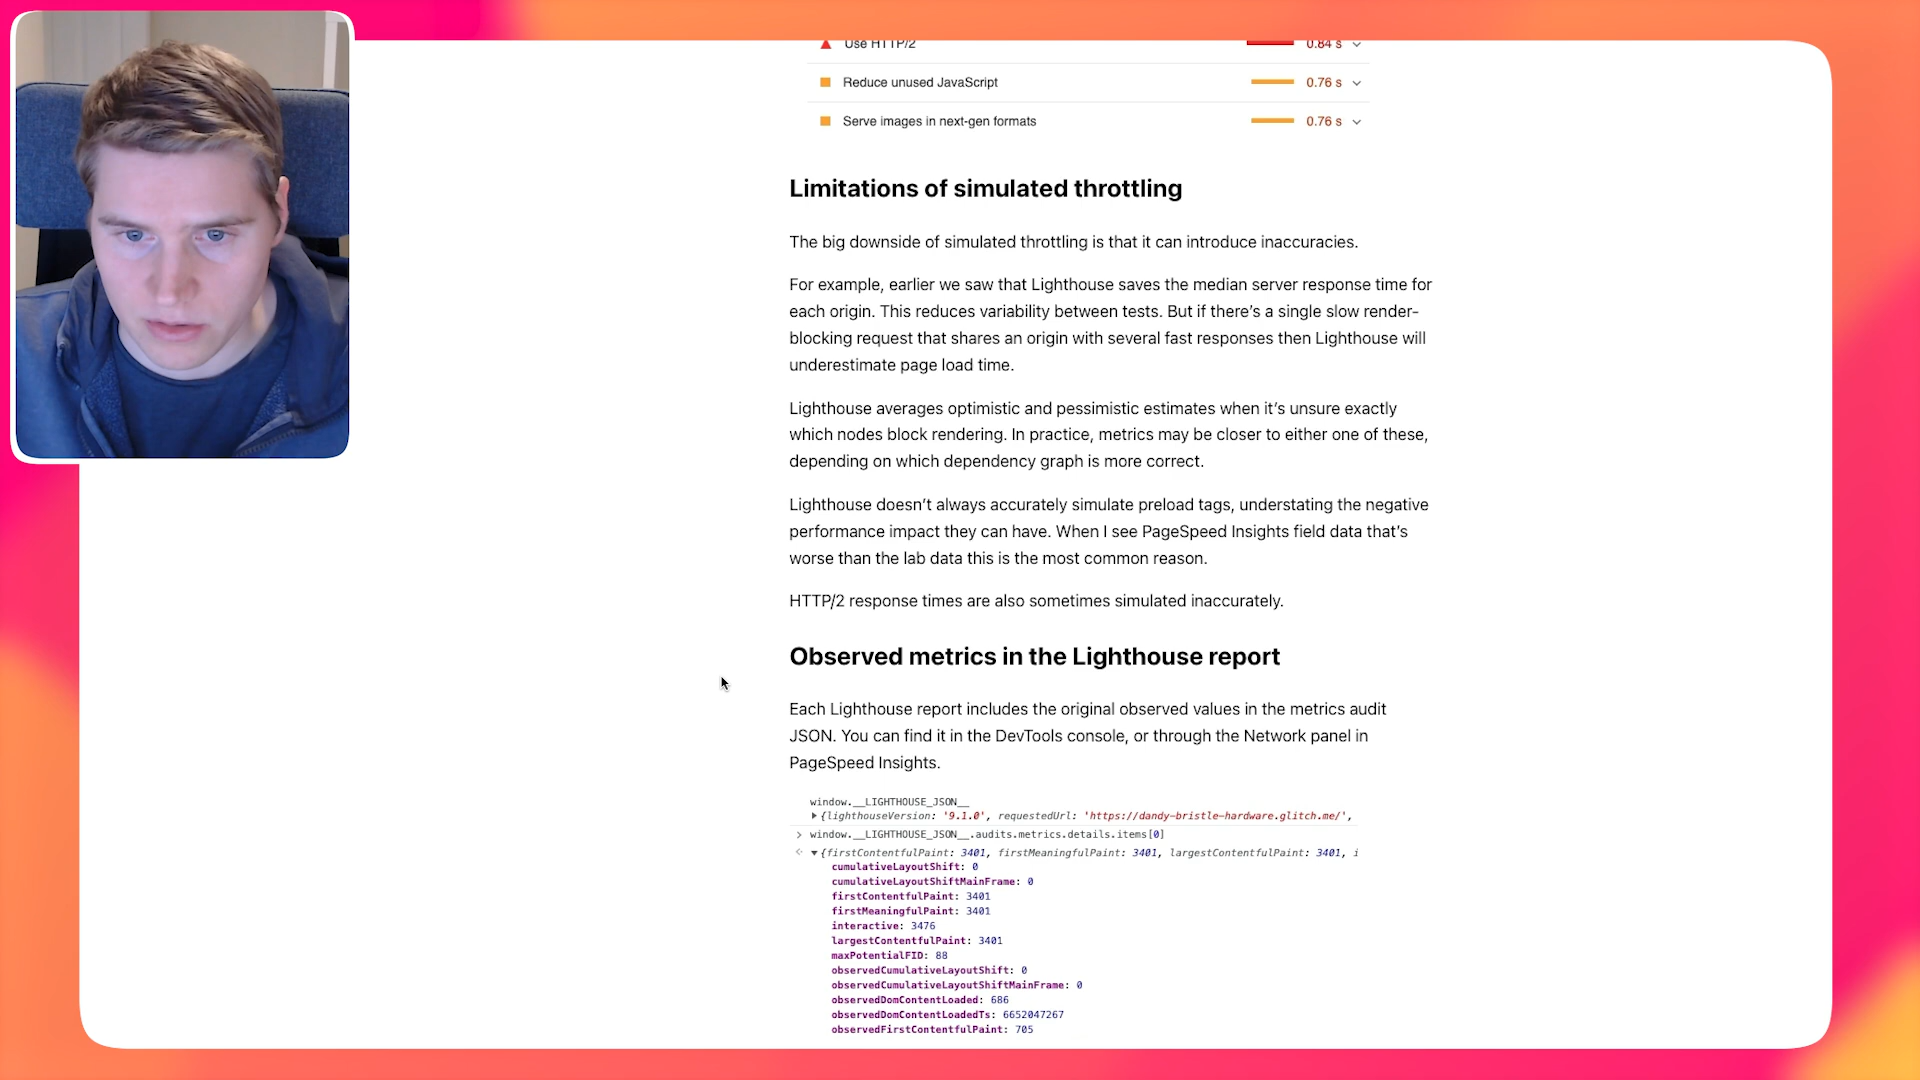 Use HTTP/2 0.84 s
Reduce unused JavaScript 0.76 s
Serve images in next-gen formats 0.76 s
Limitations of simulated throttling
The big downside of simulated throttling is that it can introduce inaccuracies.
For example, earlier we saw that Lighthouse saves the median server response time for
each origin. This reduces variability between tests. But if there’s a single slow render-
blocking request that shares an origin with several fast responses then Lighthouse will
underestimate page load time.
Lighthouse averages optimistic and pessimistic estimates when it’s unsure exactly
which nodes block rendering. In practice, metrics may be closer to either one of these,
depending on which dependency graph is more correct.
Lighthouse doesn’t always accurately simulate preload tags, understating the negative
performance impact they can have. When I see PageSpeed Insights field data that’s
worse than the lab data this is the most common reason.
HTTP/2 response times are also sometimes simulated inaccurately.
Observed metrics in the Lighthouse report
Each Lighthouse report includes the original observed values in the metrics audit
JSON. You can find it in the DevTools console, or through the Network panel in
PageSpeed Insights.
window.__LIGHTHOUSE_JSON__
{lighthouseVersion: '9.1.0', requestedUrl: 'https://dandy-bristle-hardware.glitch.me/',
window.__LIGHTHOUSE_JSON__.audits.metrics.details.items[0]
{firstContentfulPaint: 3401, firstMeaningfulPaint: 3401, largestContentfulPaint: 3401, i
cumulativeLayoutShift: 0
cumulativeLayoutShiftMainFrame: 0
firstContentfulPaint: 3401
firstMeaningfulPaint: 3401
interactive: 3476
largestContentfulPaint: 3401
maxPotentialFID: 88
observedCumulativeLayoutShift: 0
observedCumulativeLayoutShiftMainFrame: 0
observedDomContentLoaded: 686
observedDomContentLoadedTs: 6652047267
observedFirstContentfulPaint: 705